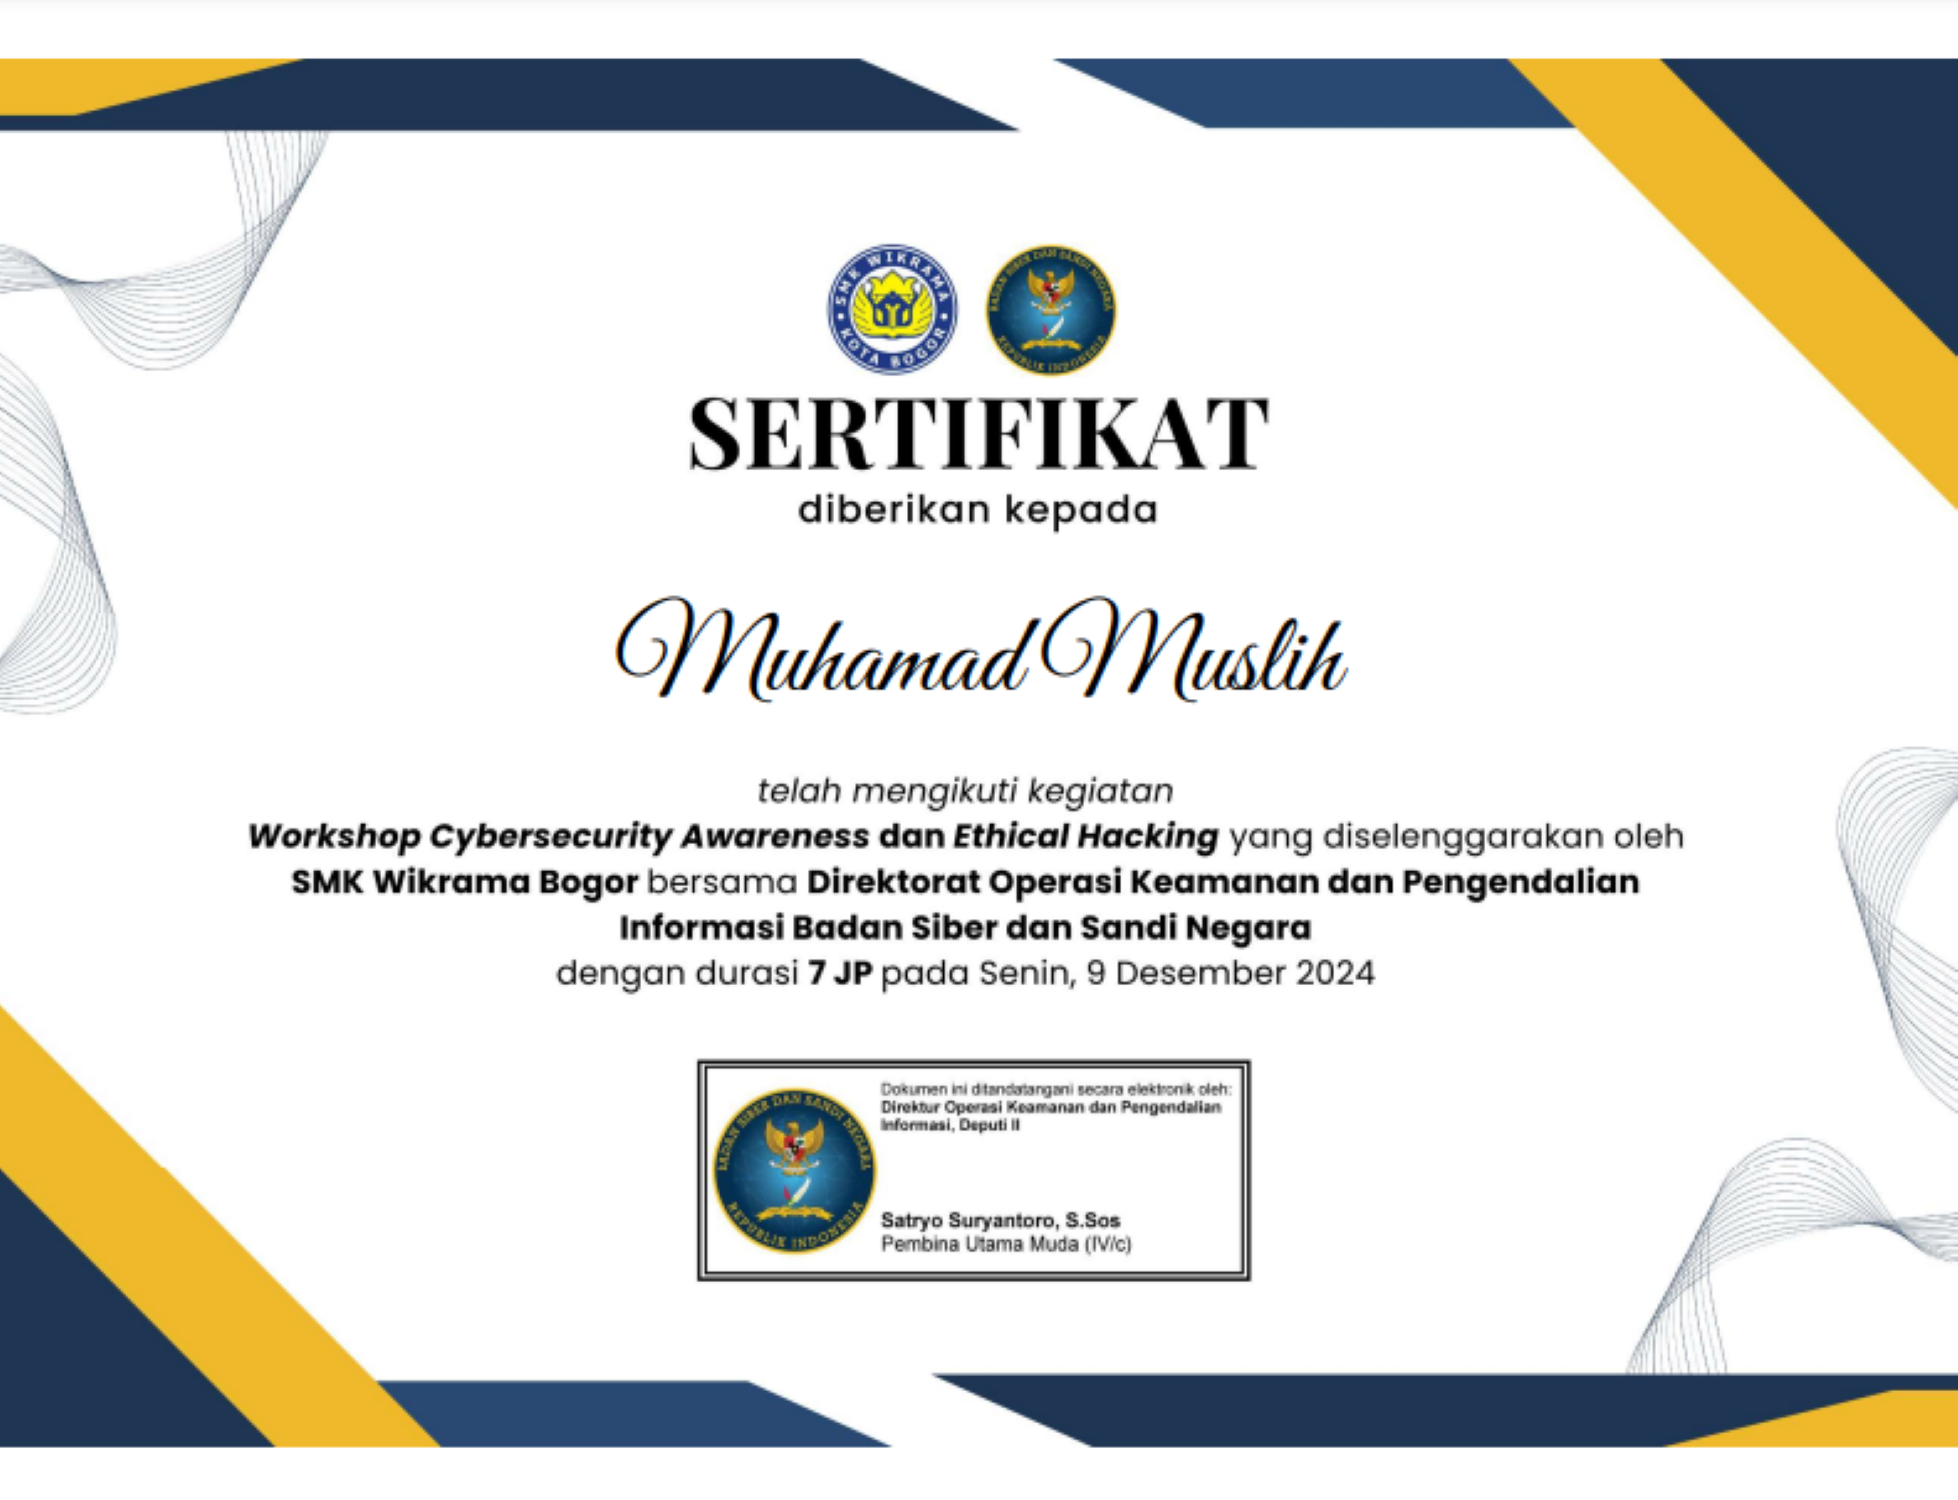 SMK WIKRAMA
KOTA BOGOR
BADAN SIBER DAN SANDI NEGARA
REPUBLIK INDONESIA
SERTIFIKAT
diberikan kepada
Muhamad Muslih
telah mengikuti kegiatan
Workshop Cybersecurity Awareness dan Ethical Hacking yang diselenggarakan oleh
SMK Wikrama Bogor bersama Direktorat Operasi Keamanan dan Pengendalian
Informasi Badan Siber dan Sandi Negara
dengan durasi 7 JP pada Senin, 9 Desember 2024
BADAN SIBER DAN SANDI NEGARA
REPUBLIK INDONESIA
Dokumen ini ditandatangani secara elektronik oleh:
Direktur Operasi Keamanan dan Pengendalian
Informasi, Deputi II
Satryo Suryantoro, S.Sos
Pembina Utama Muda (IV/c)